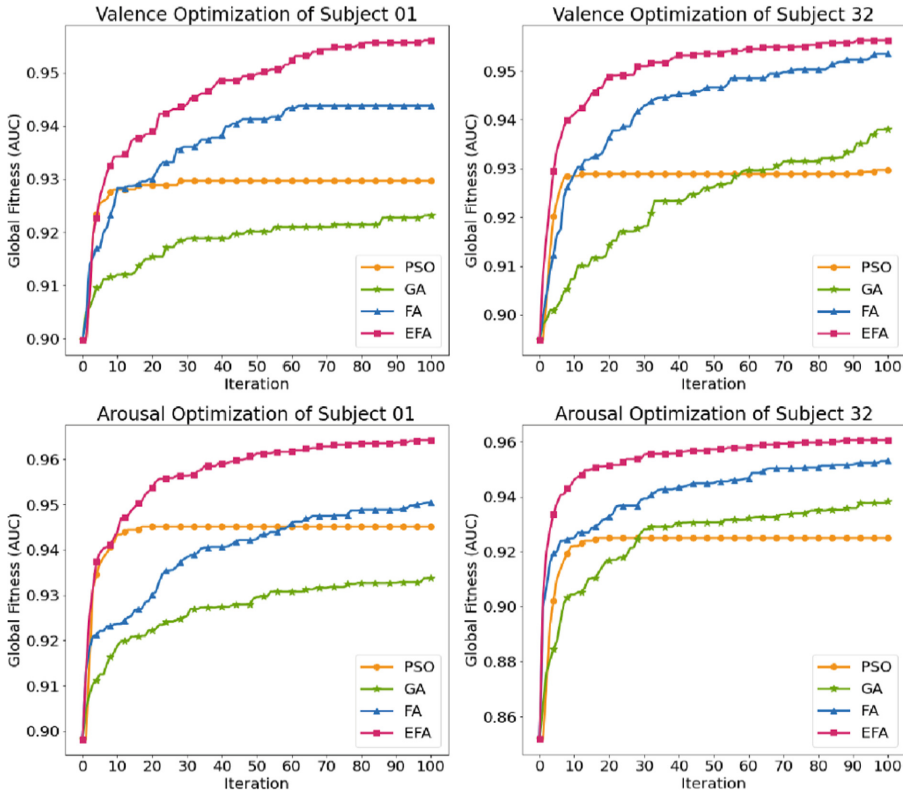 Valence Optimization of Subject 01
Global Fitness (AUC)
0.95
0.94
0.93
0.92
0.91
0.90
PSO
GA
FA
EFA
0 10 20 30 40 50 60 70 80 90 100
Iteration
Valence Optimization of Subject 32
Global Fitness (AUC)
0.95
0.94
0.93
0.92
0.91
0.90
PSO
GA
FA
EFA
0 10 20 30 40 50 60 70 80 90 100
Iteration
Arousal Optimization of Subject 01
Global Fitness (AUC)
0.96
0.95
0.94
0.93
0.92
0.91
0.90
PSO
GA
FA
EFA
0 10 20 30 40 50 60 70 80 90 100
Iteration
Arousal Optimization of Subject 32
Global Fitness (AUC)
0.96
0.94
0.92
0.90
0.88
0.86
PSO
GA
FA
EFA
0 10 20 30 40 50 60 70 80 90 100
Iteration